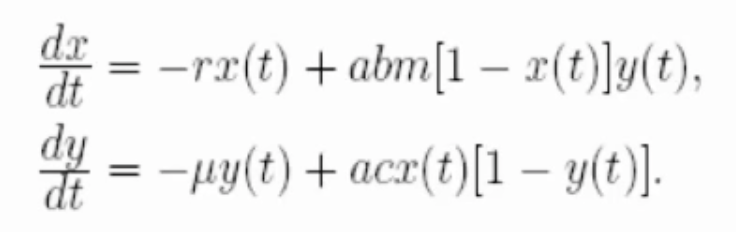 dx/dt = −rx(t) + abm[1 − x(t)]y(t),
dy/dt = −μy(t) + acx(t)[1 − y(t)].